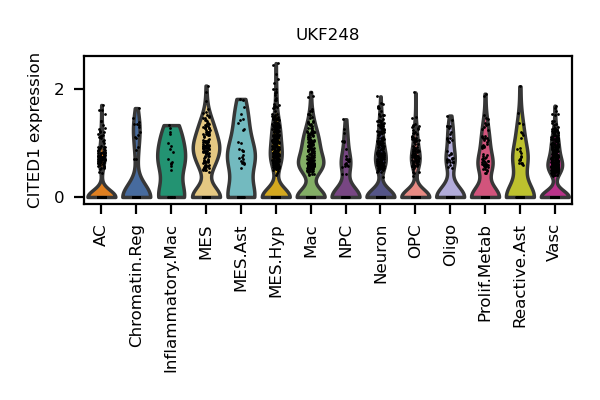 UKF248
CITED1 expression
2
0
AC
Chromatin.Reg
Inflammatory.Mac
MES
MES.Ast
MES.Hyp
Mac
NPC
Neuron
OPC
Oligo
Prolif.Metab
Reactive.Ast
Vasc